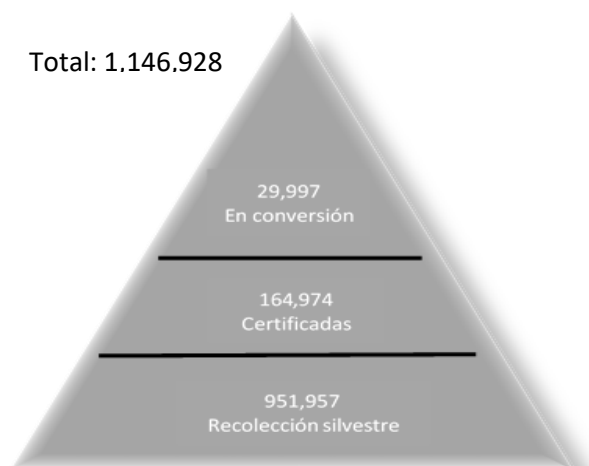 Total: 1,146,928
29,997
En conversión
164,974
Certificadas
951,957
Recolección silvestre